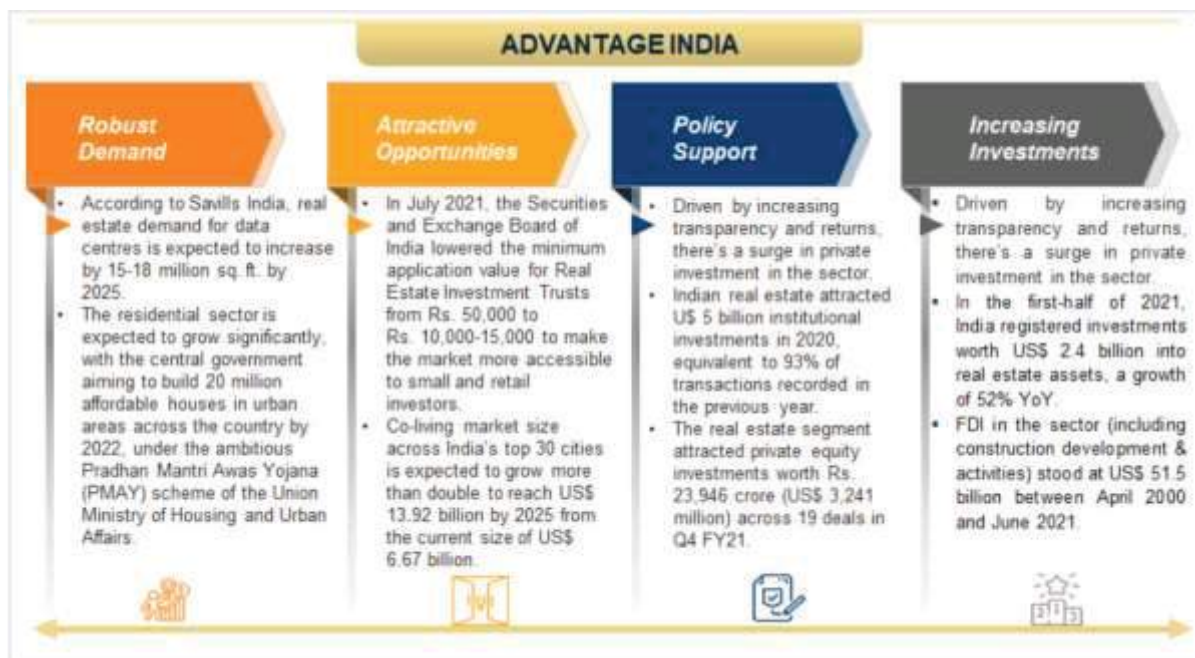 ADVANTAGE INDIA
Robust
Demand
• According to Savills India, real
estate demand for data
centres is expected to increase
by 15-18 million sq. ft. by
2025.
• The residential sector is
expected to grow significantly,
with the central government
aiming to build 20 million
affordable houses in urban
areas across the country by
2022, under the ambitious
Pradhan Mantri Awas Yojana
(PMAY) scheme of the Union
Ministry of Housing and Urban
Affairs.
Attractive
Opportunities
• In July 2021, the Securities
and Exchange Board of
India lowered the minimum
application value for Real
Estate Investment Trusts
from Rs. 50,000 to
Rs. 10,000-15,000 to make
the market more accessible
to small and retail
investors.
• Co-living market size
across India's top 30 cities
is expected to grow more
than double to reach US$
13.92 billion by 2025 from
the current size of US$
6.67 billion.
Policy
Support
• Driven by increasing
transparency and returns,
there's a surge in private
investment in the sector.
• Indian real estate attracted
U$ 5 billion institutional
investments in 2020,
equivalent to 93% of
transactions recorded in
the previous year.
• The real estate segment
attracted private equity
investments worth Rs.
23,946 crore (US$ 3,241
million) across 19 deals in
Q4 FY21.
Increasing
Investments
• Driven by increasing
transparency and returns,
there's a surge in private
investment in the sector.
• In the first-half of 2021,
India registered investments
worth US$ 2.4 billion into
real estate assets, a growth
of 52% YoY.
• FDI in the sector (including
construction development &
activities) stood at US$ 51.5
billion between April 2000
and June 2021.
2 1 3